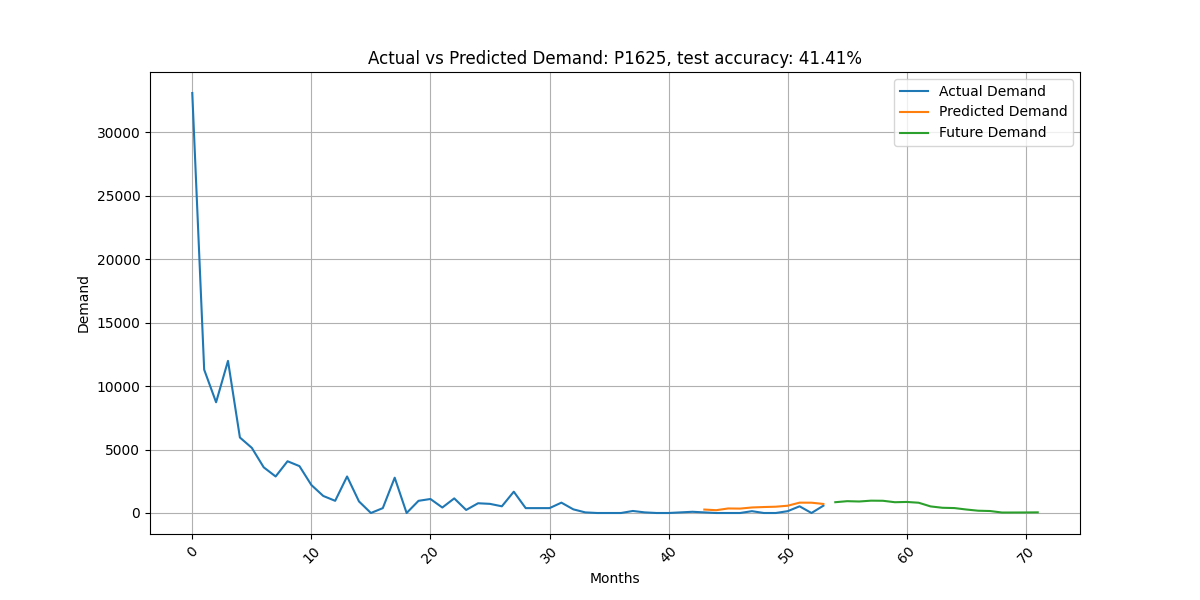 Actual vs Predicted Demand: P1625, test accuracy: 41.41%
Actual Demand
Predicted Demand
Future Demand
Demand
30000
25000
20000
15000
10000
5000
0
0 10 20 30 40 50 60 70
Months